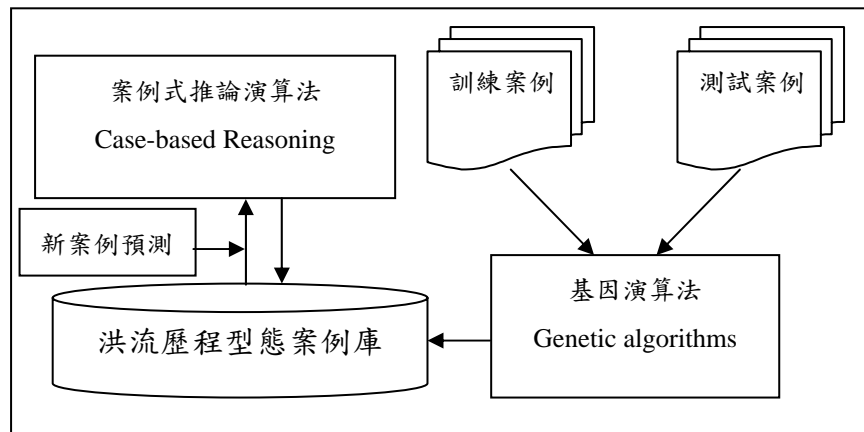 案例式推論演算法
Case-based Reasoning
訓練案例
測試案例
新案例預測
基因演算法
Genetic algorithms
洪流歷程型態案例庫